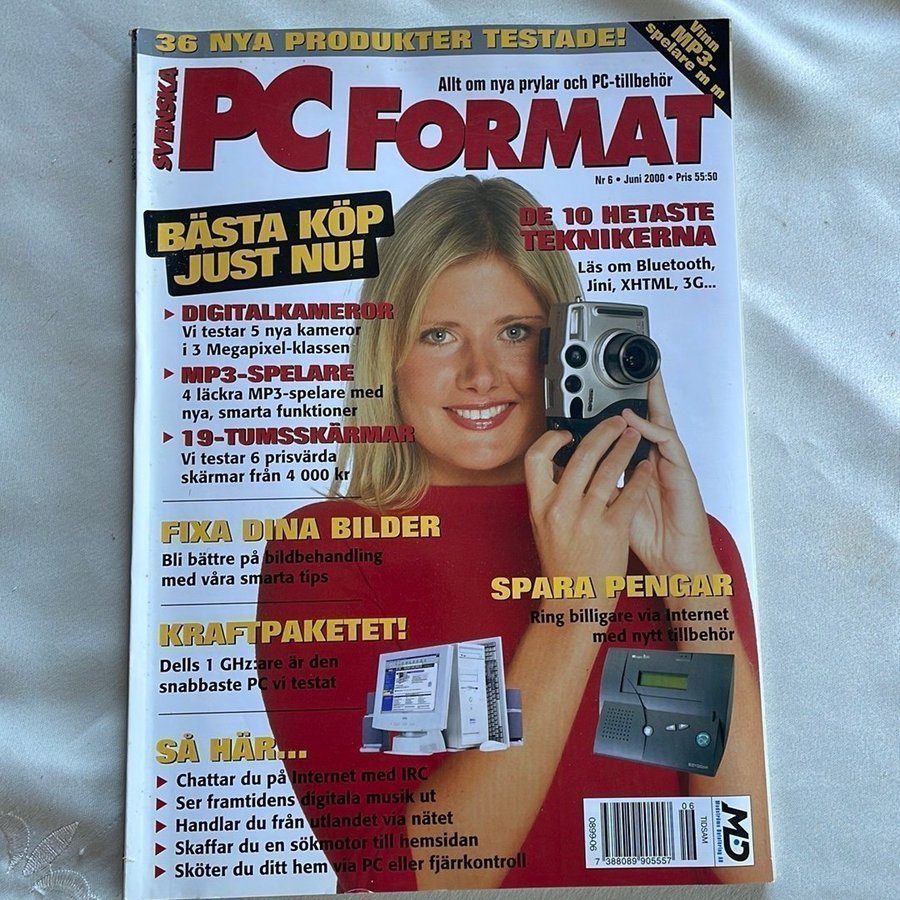 36 NYA PRODUKTER TESTADE!
Vinn
MP3-
spelare m m
Allt om nya prylar och PC-tillbehör
SVENSKA
PC FORMAT
Nr 6 • Juni 2000 • Pris 55:50
BÄSTA KÖP
JUST NU!
DE 10 HETASTE
TEKNIKERNA
Läs om Bluetooth,
Jini, XHTML, 3G...
DIGITALKAMEROR
Vi testar 5 nya kameror
i 3 Megapixel-klassen
MP3-SPELARE
4 läckra MP3-spelare med
nya, smarta funktioner
19-TUMSSKÄRMAR
Vi testar 6 prisvärda
skärmar från 4 000 kr
FIXA DINA BILDER
Bli bättre på bildbehandling
med våra smarta tips
SPARA PENGAR
Ring billigare via Internet
med nytt tillbehör
KRAFTPAKETET!
Dells 1 GHz:are är den
snabbaste PC vi testat
SÅ HÄR...
Chattar du på Internet med IRC
Ser framtidens digitala musik ut
Handlar du från utlandet via nätet
Skaffar du en sökmotor till hemsidan
Sköter du ditt hem via PC eller fjärrkontroll
0899-06
06
7 388089 905557
TIDSAM
MD